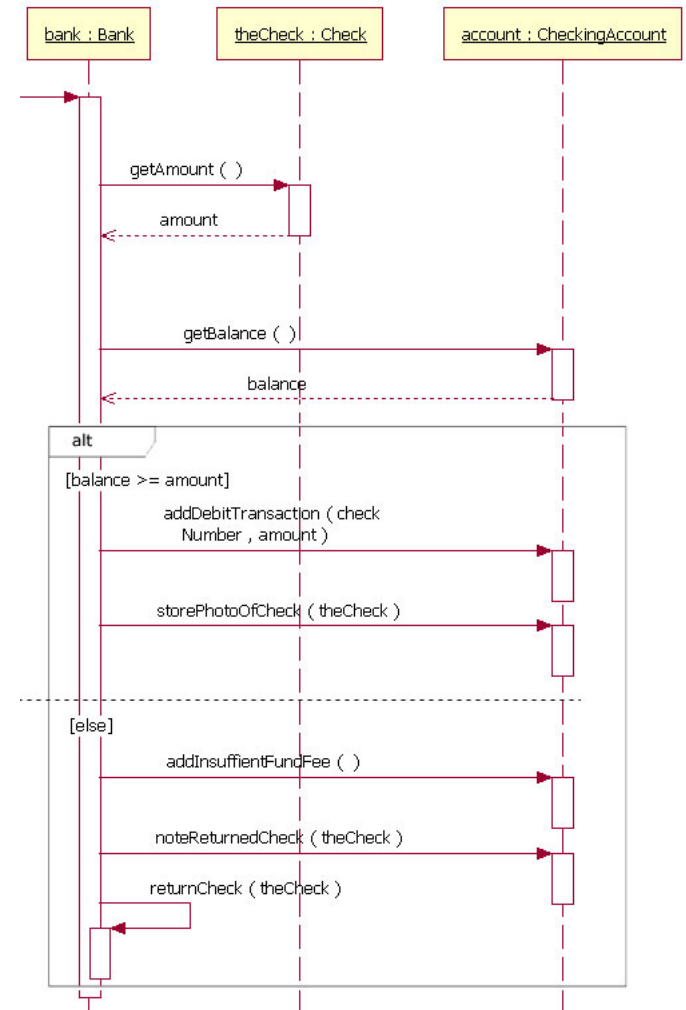 bank : Bank
theCheck : Check
account : CheckingAccount
getAmount ( )
amount
getBalance ( )
balance
alt
[balance >= amount]
addDebitTransaction ( check
Number , amount )
storePhotoOfCheck ( theCheck )
[else]
addInsuffientFundFee ( )
noteReturnedCheck ( theCheck )
returnCheck ( theCheck )